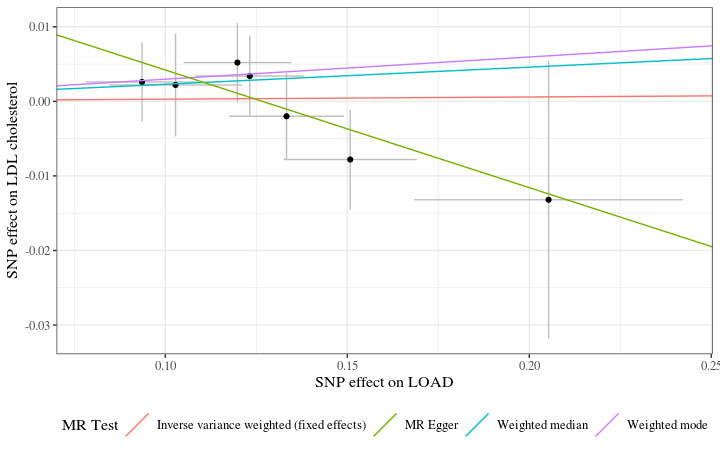 0.01
0.00
-0.01
-0.02
-0.03
SNP effect on LDL cholesterol
0.10 0.15 0.20 0.25
SNP effect on LOAD
MR Test Inverse variance weighted (fixed effects) MR Egger Weighted median Weighted mode